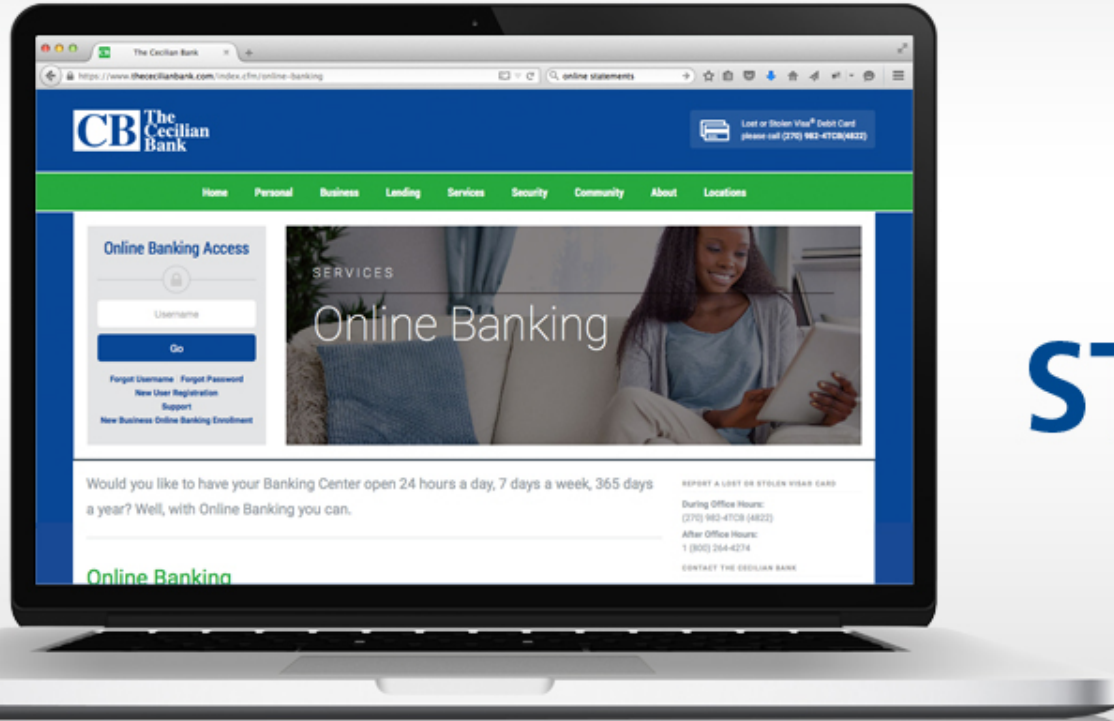 The Cecilian Bank
https://www.thececilianbank.com/index.cfm/online-banking
online statements
CB The
Cecilian
Bank
Lost or Stolen Visa® Debit Card
please call (270) 982-4TCB(4822)
Home Personal Business Lending Services Security Community About Locations
Online Banking Access
Username
Go
Forgot Username Forgot Password
New User Registration
Support
New Business Online Banking Enrollment
SERVICES
Online Banking
Would you like to have your Banking Center open 24 hours a day, 7 days a week, 365 days
a year? Well, with Online Banking you can.
Online Banking
REPORT A LOST OR STOLEN VISA® CARD
During Office Hours:
(270) 982-4TCB (4822)
After Office Hours:
1 (800) 264-4274
CONTACT THE CECILIAN BANK
ST